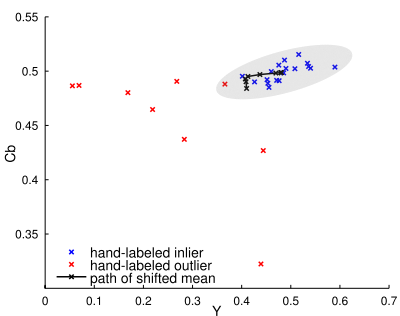 0.55
0.5
0.45
0.4
0.35
Cb
hand-labeled inlier
hand-labeled outlier
path of shifted mean
0 0.1 0.2 0.3 0.4 0.5 0.6 0.7
Y